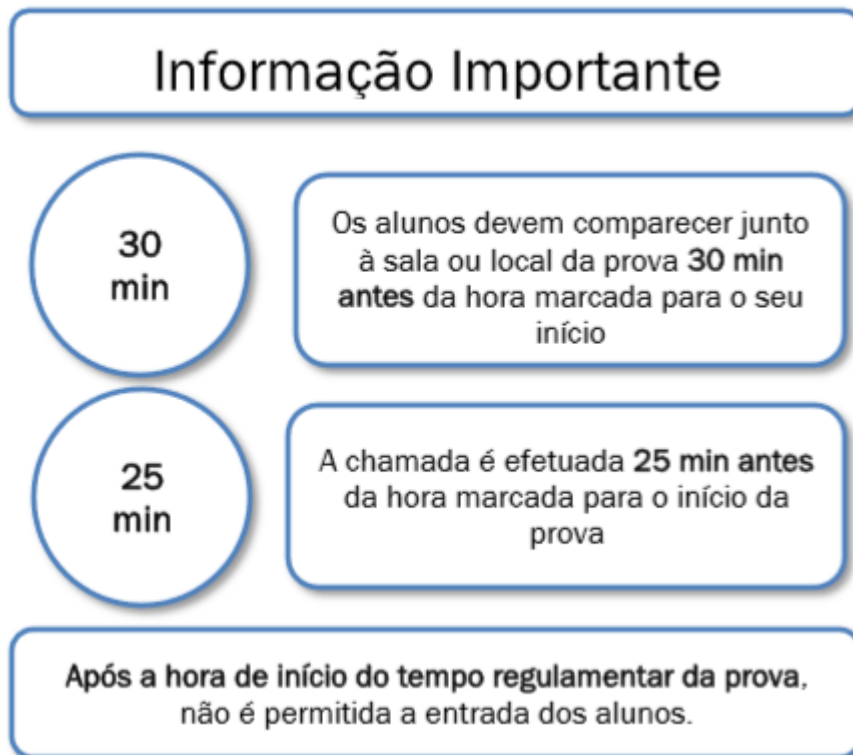 Informação Importante
30
min
Os alunos devem comparecer junto
à sala ou local da prova 30 min
antes da hora marcada para o seu
início
25
min
A chamada é efetuada 25 min antes
da hora marcada para o início da
prova
Após a hora de início do tempo regulamentar da prova,
não é permitida a entrada dos alunos.